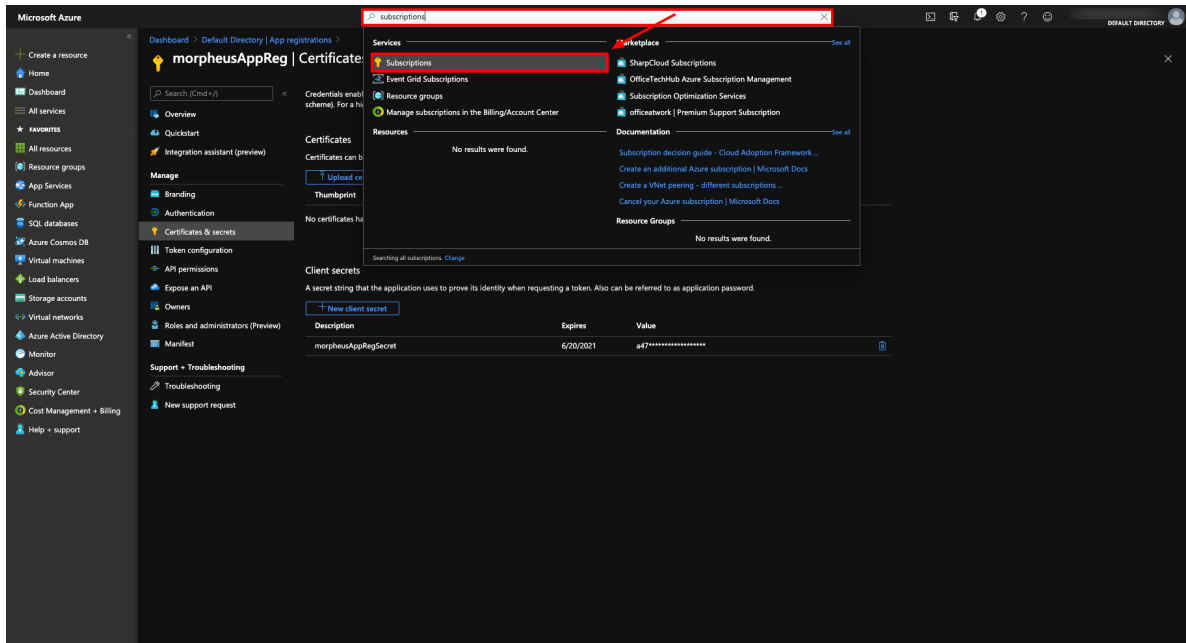 Microsoft Azure
subscriptions
DEFAULT DIRECTORY
Create a resource
Home
Dashboard
All services
FAVORITES
All resources
Resource groups
App Services
Function App
SQL databases
Azure Cosmos DB
Virtual machines
Load balancers
Storage accounts
Virtual networks
Azure Active Directory
Monitor
Advisor
Security Center
Cost Management + Billing
Help + support
Dashboard > Default Directory | App registrations >
morpheusAppReg | Certificates
Search (Cmd+/)
Overview
Quickstart
Integration assistant (preview)
Manage
Branding
Authentication
Certificates & secrets
Token configuration
API permissions
Expose an API
Owners
Roles and administrators (Preview)
Manifest
Support + Troubleshooting
Troubleshooting
New support request
Credentials enabl
scheme). For a hi
Certificates
Certificates can b
Upload ce
Thumbprint
No certificates ha
Services
Subscriptions
Event Grid Subscriptions
Resource groups
Manage subscriptions in the Billing/Account Center
Resources
No results were found.
Marketplace
See all
SharpCloud Subscriptions
OfficeTechHub Azure Subscription Management
Subscription Optimization Services
officeatwork | Premium Support Subscription
Documentation
See all
Subscription decision guide - Cloud Adoption Framework ...
Create an additional Azure subscription | Microsoft Docs
Create a VNet peering - different subscriptions ...
Cancel your Azure subscription | Microsoft Docs
Resource Groups
No results were found.
Searching all subscriptions. Change
Client secrets
A secret string that the application uses to prove its identity when requesting a token. Also can be referred to as application password.
New client secret
Description Expires Value
morpheusAppRegSecret 6/20/2021 a47******************